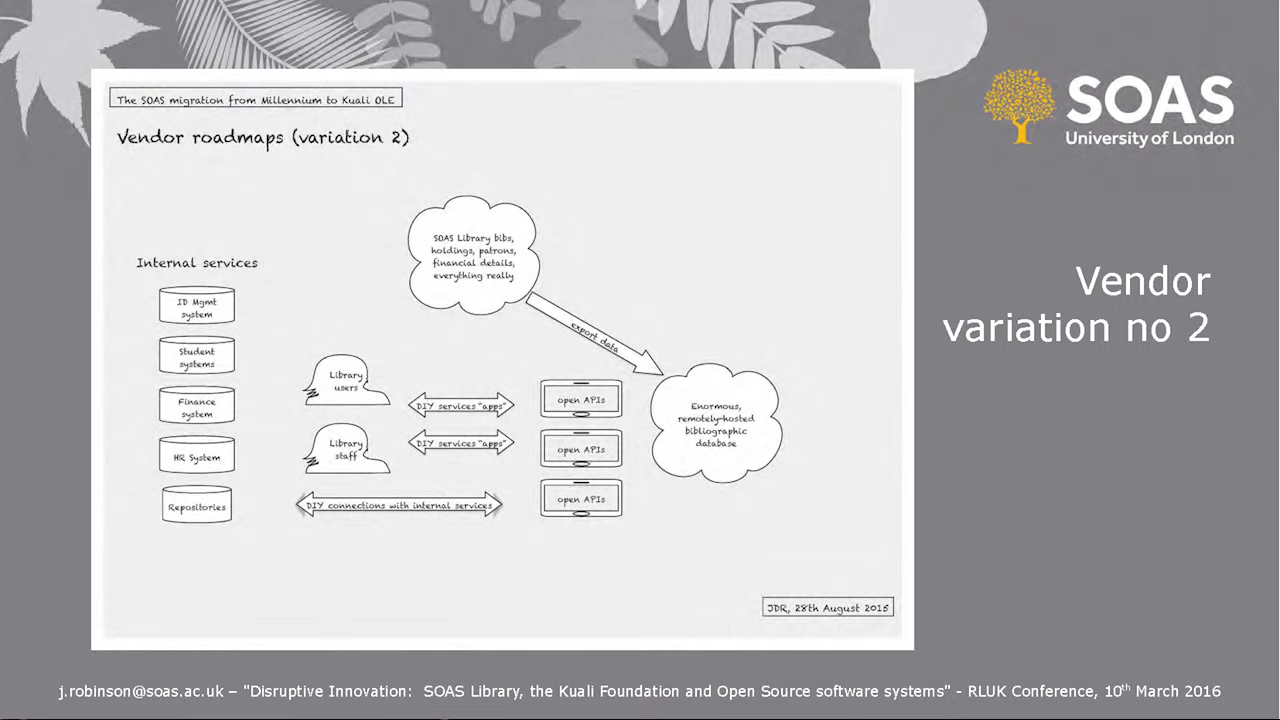 The SOAS migration from Millennium to Kuali OLE
Vendor roadmaps (variation 2)
SOAS
University of London
Vendor
variation no 2
SOAS Library bibs,
holdings, patrons,
financial details,
everything really
export data
Internal services
ID Mgmt
system
Student
systems
Finance
system
HR System
Repositories
Library
users
Library
staff
DIY services "apps"
DIY services "apps"
DIY connections with internal services
open APIs
open APIs
open APIs
Enormous,
remotely-hosted
bibliographic
database
JDR, 28th August 2015
j.robinson@soas.ac.uk – "Disruptive Innovation: SOAS Library, the Kuali Foundation and Open Source software systems" - RLUK Conference, 10th March 2016